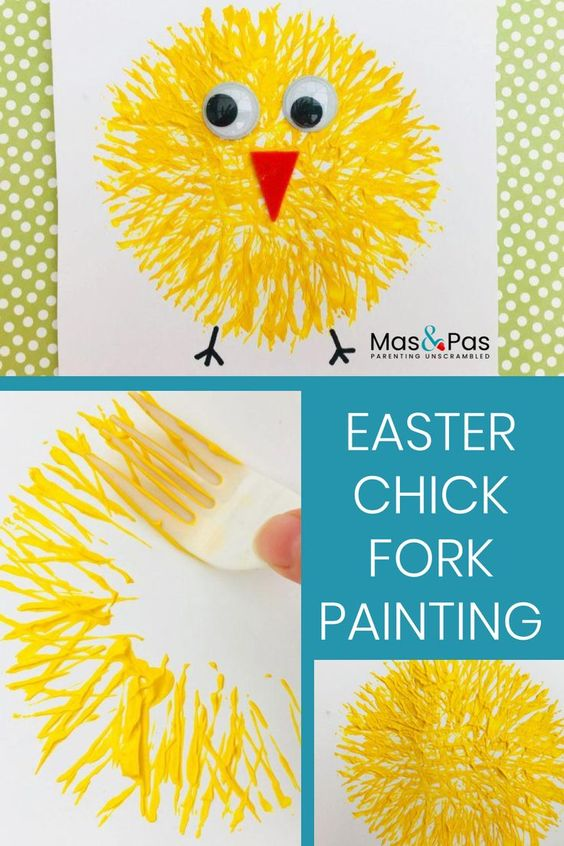 Mas&Pas
PARENTING UNSCRAMBLED
EASTER
CHICK
FORK
PAINTING